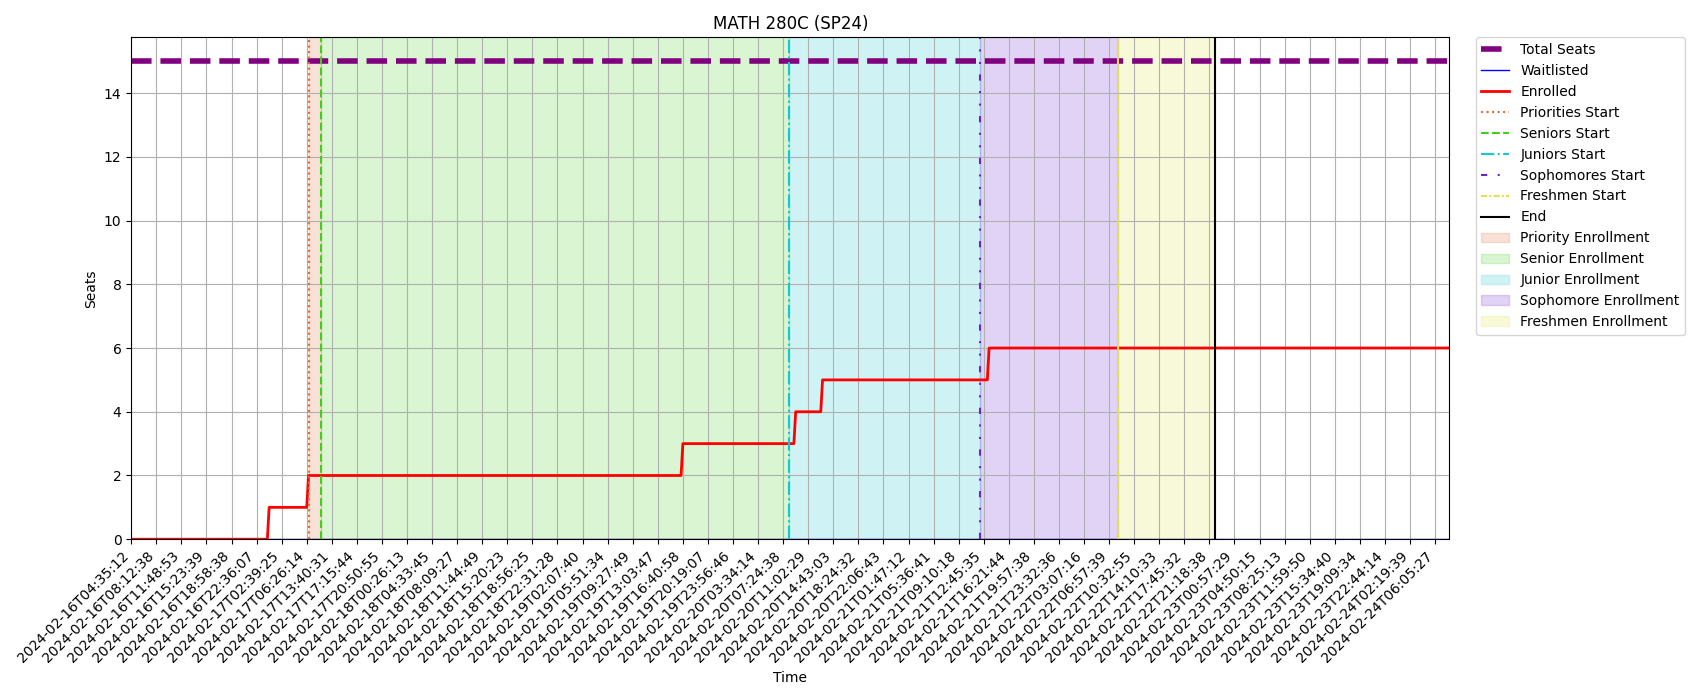 MATH 280C (SP24)
Seats
14
12
10
8
6
4
2
0
2024-02-16T04:35:12
2024-02-16T08:12:38
2024-02-16T11:48:53
2024-02-16T15:23:39
2024-02-16T18:58:38
2024-02-16T22:36:07
2024-02-17T02:39:25
2024-02-17T06:26:14
2024-02-17T13:40:31
2024-02-17T17:15:44
2024-02-17T20:50:55
2024-02-18T00:26:13
2024-02-18T04:33:45
2024-02-18T08:09:27
2024-02-18T11:44:49
2024-02-18T15:20:23
2024-02-18T18:56:25
2024-02-18T22:31:28
2024-02-19T02:07:40
2024-02-19T05:51:34
2024-02-19T09:27:49
2024-02-19T13:03:47
2024-02-19T16:40:58
2024-02-19T20:19:07
2024-02-19T23:56:46
2024-02-20T03:34:14
2024-02-20T07:24:38
2024-02-20T11:02:29
2024-02-20T14:43:03
2024-02-20T18:24:32
2024-02-20T22:06:43
2024-02-21T01:47:12
2024-02-21T05:36:41
2024-02-21T09:10:18
2024-02-21T12:45:35
2024-02-21T16:21:44
2024-02-21T19:57:38
2024-02-21T23:32:36
2024-02-22T03:07:16
2024-02-22T06:57:39
2024-02-22T10:32:55
2024-02-22T14:10:33
2024-02-22T17:45:32
2024-02-22T21:18:38
2024-02-23T00:57:29
2024-02-23T04:50:15
2024-02-23T08:25:13
2024-02-23T11:59:50
2024-02-23T15:34:40
2024-02-23T19:09:34
2024-02-23T22:44:14
2024-02-24T02:19:39
2024-02-24T06:05:27
Time
Total Seats
Waitlisted
Enrolled
Priorities Start
Seniors Start
Juniors Start
Sophomores Start
Freshmen Start
End
Priority Enrollment
Senior Enrollment
Junior Enrollment
Sophomore Enrollment
Freshmen Enrollment